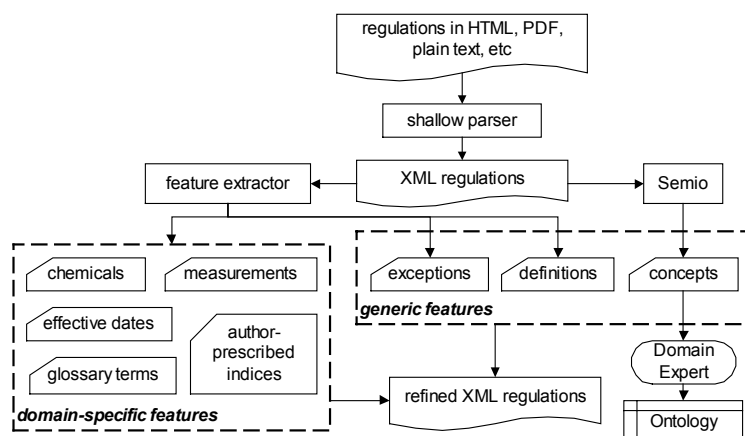 regulations in HTML, PDF,
plain text, etc
shallow parser
feature extractor
XML regulations
Semio
chemicals
measurements
exceptions
definitions
concepts
generic features
effective dates
author-
prescribed
indices
glossary terms
domain-specific features
refined XML regulations
Domain
Expert
Ontology